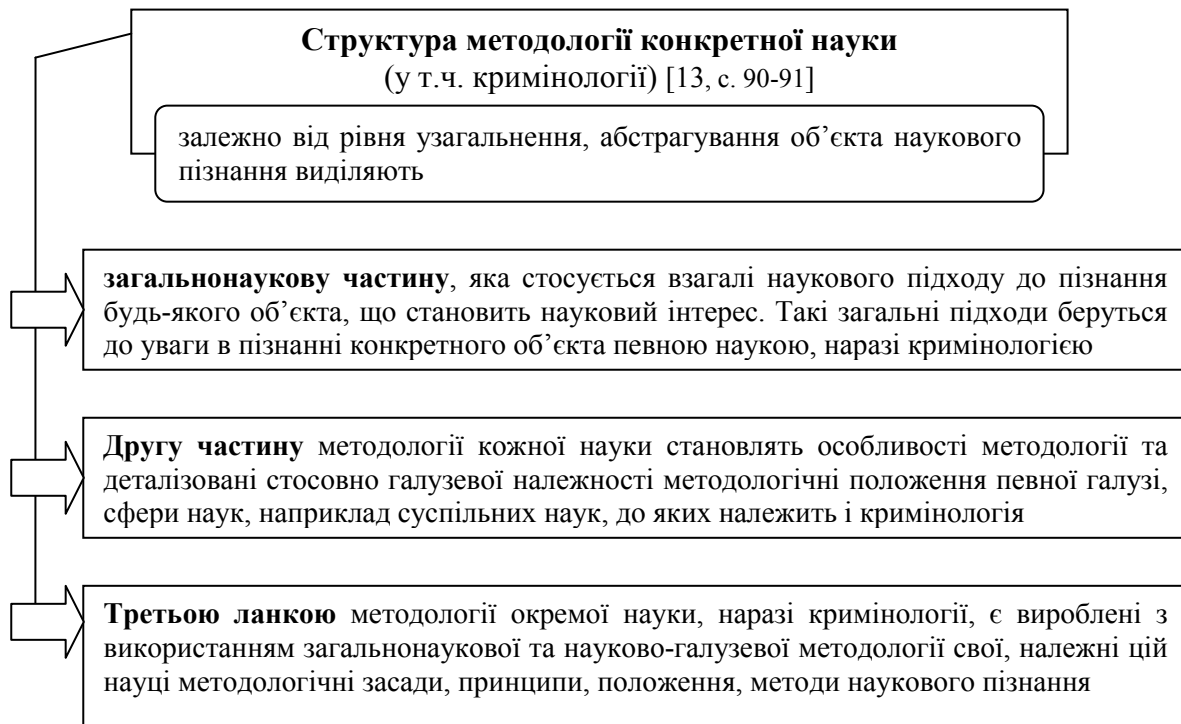 Структура методології конкретної науки
(у т.ч. кримінології) [13, с. 90-91]
залежно від рівня узагальнення, абстрагування об’єкта наукового
пізнання виділяють
загальнонаукову частину, яка стосується взагалі наукового підходу до пізнання
будь-якого об’єкта, що становить науковий інтерес. Такі загальні підходи беруться
до уваги в пізнанні конкретного об’єкта певною наукою, наразі кримінологією
Другу частину методології кожної науки становлять особливості методології та
деталізовані стосовно галузевої належності методологічні положення певної галузі,
сфери наук, наприклад суспільних наук, до яких належить і кримінологія
Третьою ланкою методології окремої науки, наразі кримінології, є вироблені з
використанням загальнонаукової та науково-галузевої методології свої, належні цій
науці методологічні засади, принципи, положення, методи наукового пізнання